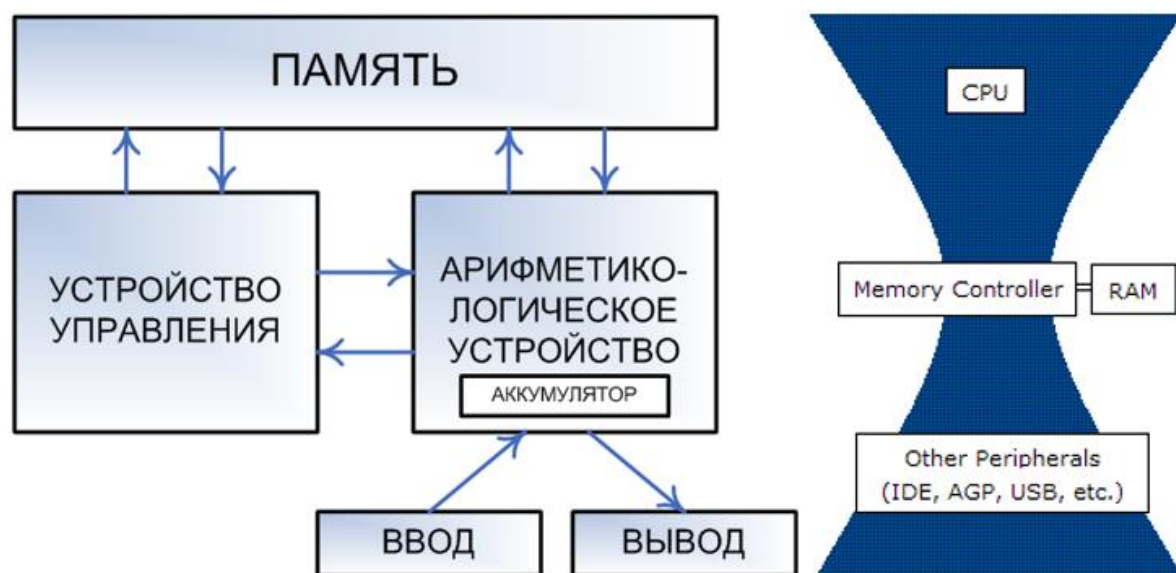 ПАМЯТЬ
УСТРОЙСТВО
УПРАВЛЕНИЯ
АРИФМЕТИКО-
ЛОГИЧЕСКОЕ
УСТРОЙСТВО
АККУМУЛЯТОР
ВВОД
ВЫВОД
CPU
Memory Controller
RAM
Other Peripherals
(IDE, AGP, USB, etc.)